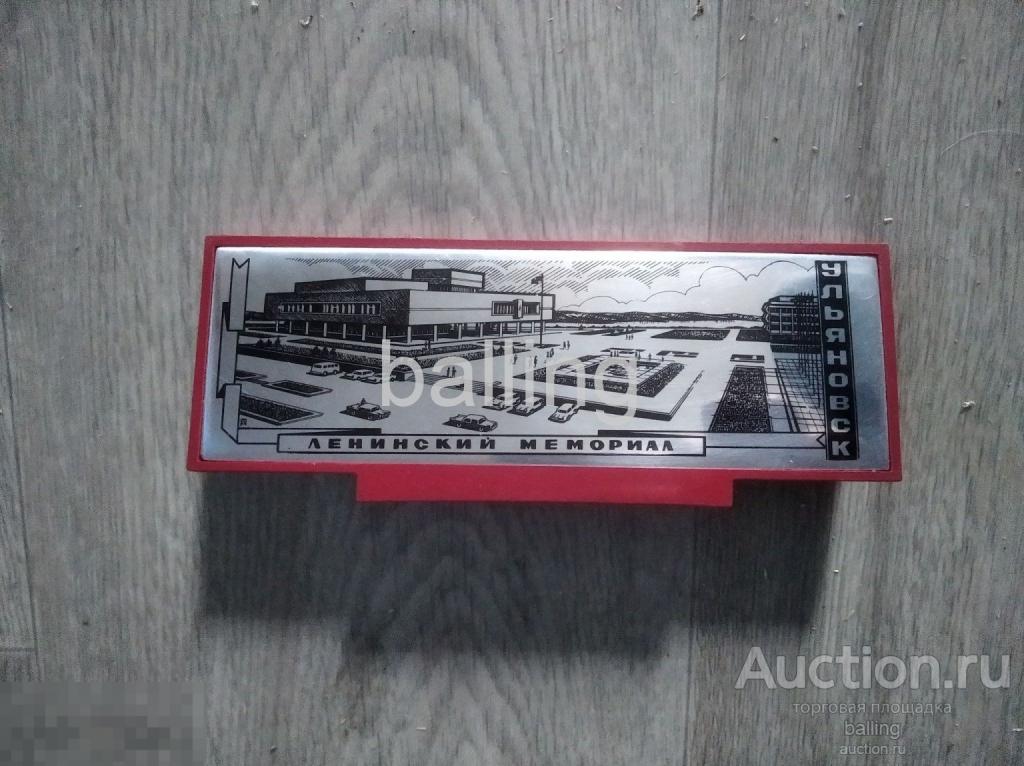 УЛЬЯНОВСК
balling
ЛЕНИНСКИЙ МЕМОРИАЛ
Auction.ru
торговая площадка
balling
auction.ru